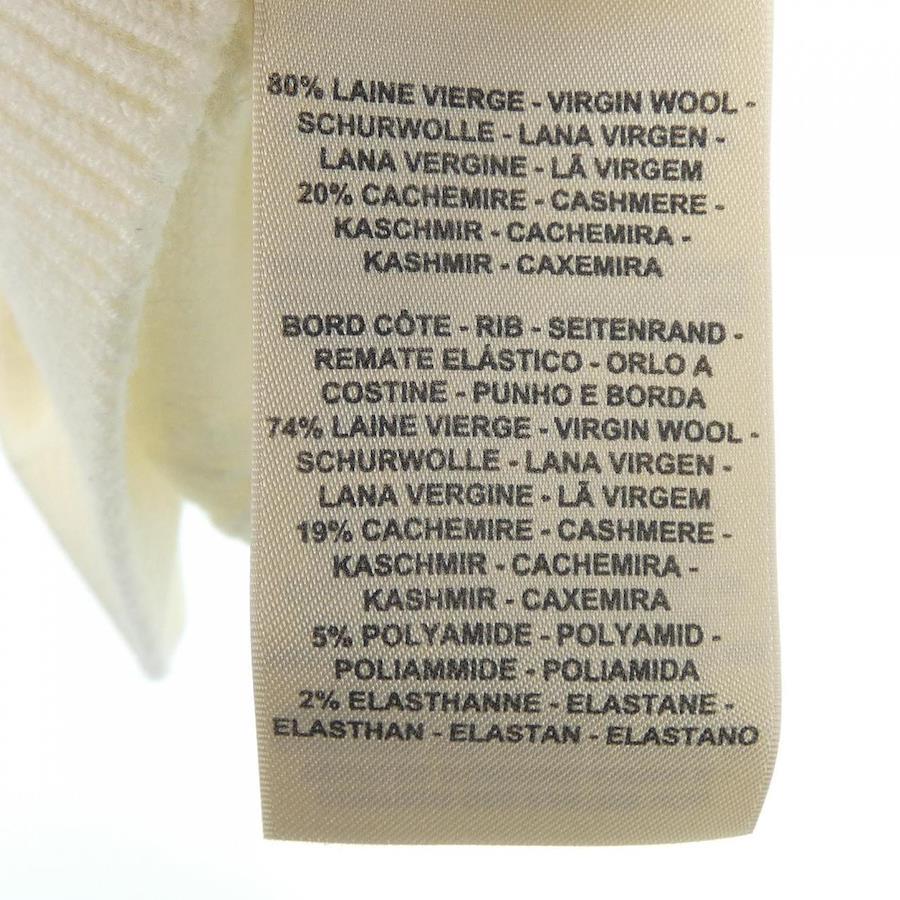 80% LAINE VIERGE - VIRGIN WOOL -
SCHURWOLLE - LANA VIRGEN -
LANA VERGINE - LÃ VIRGEM
20% CACHEMIRE - CASHMERE -
KASCHMIR - CACHEMIRA -
KASHMIR - CAXEMIRA
BORD CÔTE - RIB - SEITENRAND -
REMATE ELÁSTICO - ORLO A
COSTINE - PUNHO E BORDA
74% LAINE VIERGE - VIRGIN WOOL -
SCHURWOLLE - LANA VIRGEN -
LANA VERGINE - LÃ VIRGEM
19% CACHEMIRE - CASHMERE -
KASCHMIR - CACHEMIRA -
KASHMIR - CAXEMIRA
5% POLYAMIDE - POLYAMID -
POLIAMMIDE - POLIAMIDA
2% ELASTHANNE - ELASTANE -
ELASTHAN - ELASTAN - ELASTANO